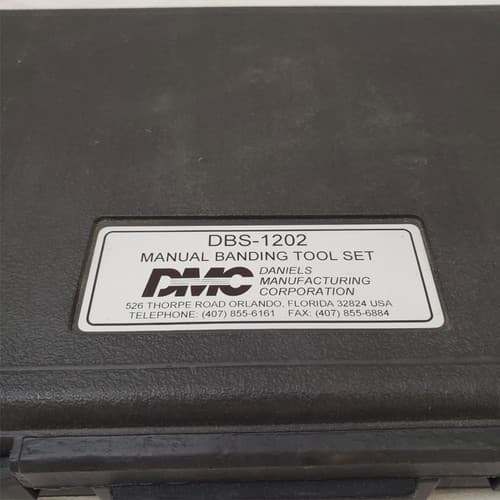 DBS-1202
MANUAL BANDING TOOL SET
DMC DANIELS
MANUFACTURING
CORPORATION
526 THORPE ROAD ORLANDO, FLORIDA 32824 USA
TELEPHONE: (407) 855-6161 FAX: (407) 855-6884